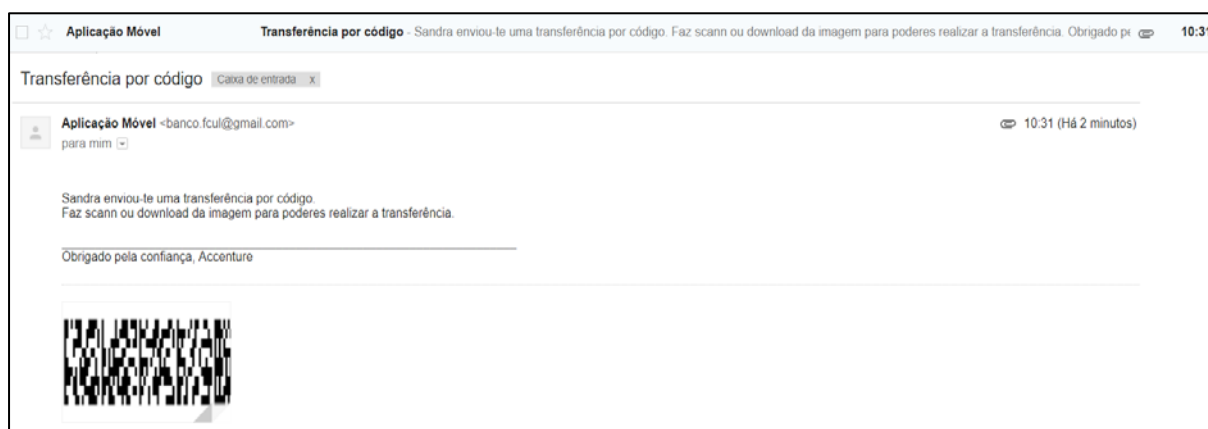 Aplicação Móvel Transferência por código - Sandra enviou-te uma transferência por código. Faz scann ou download da imagem para poderes realizar a transferência. Obrigado pe 10:31
Transferência por código Caixa de entrada x
Aplicação Móvel <banco.fcul@gmail.com> 10:31 (Há 2 minutos)
para mim
Sandra enviou-te uma transferência por código.
Faz scann ou download da imagem para poderes realizar a transferência.
Obrigado pela confiança, Accenture